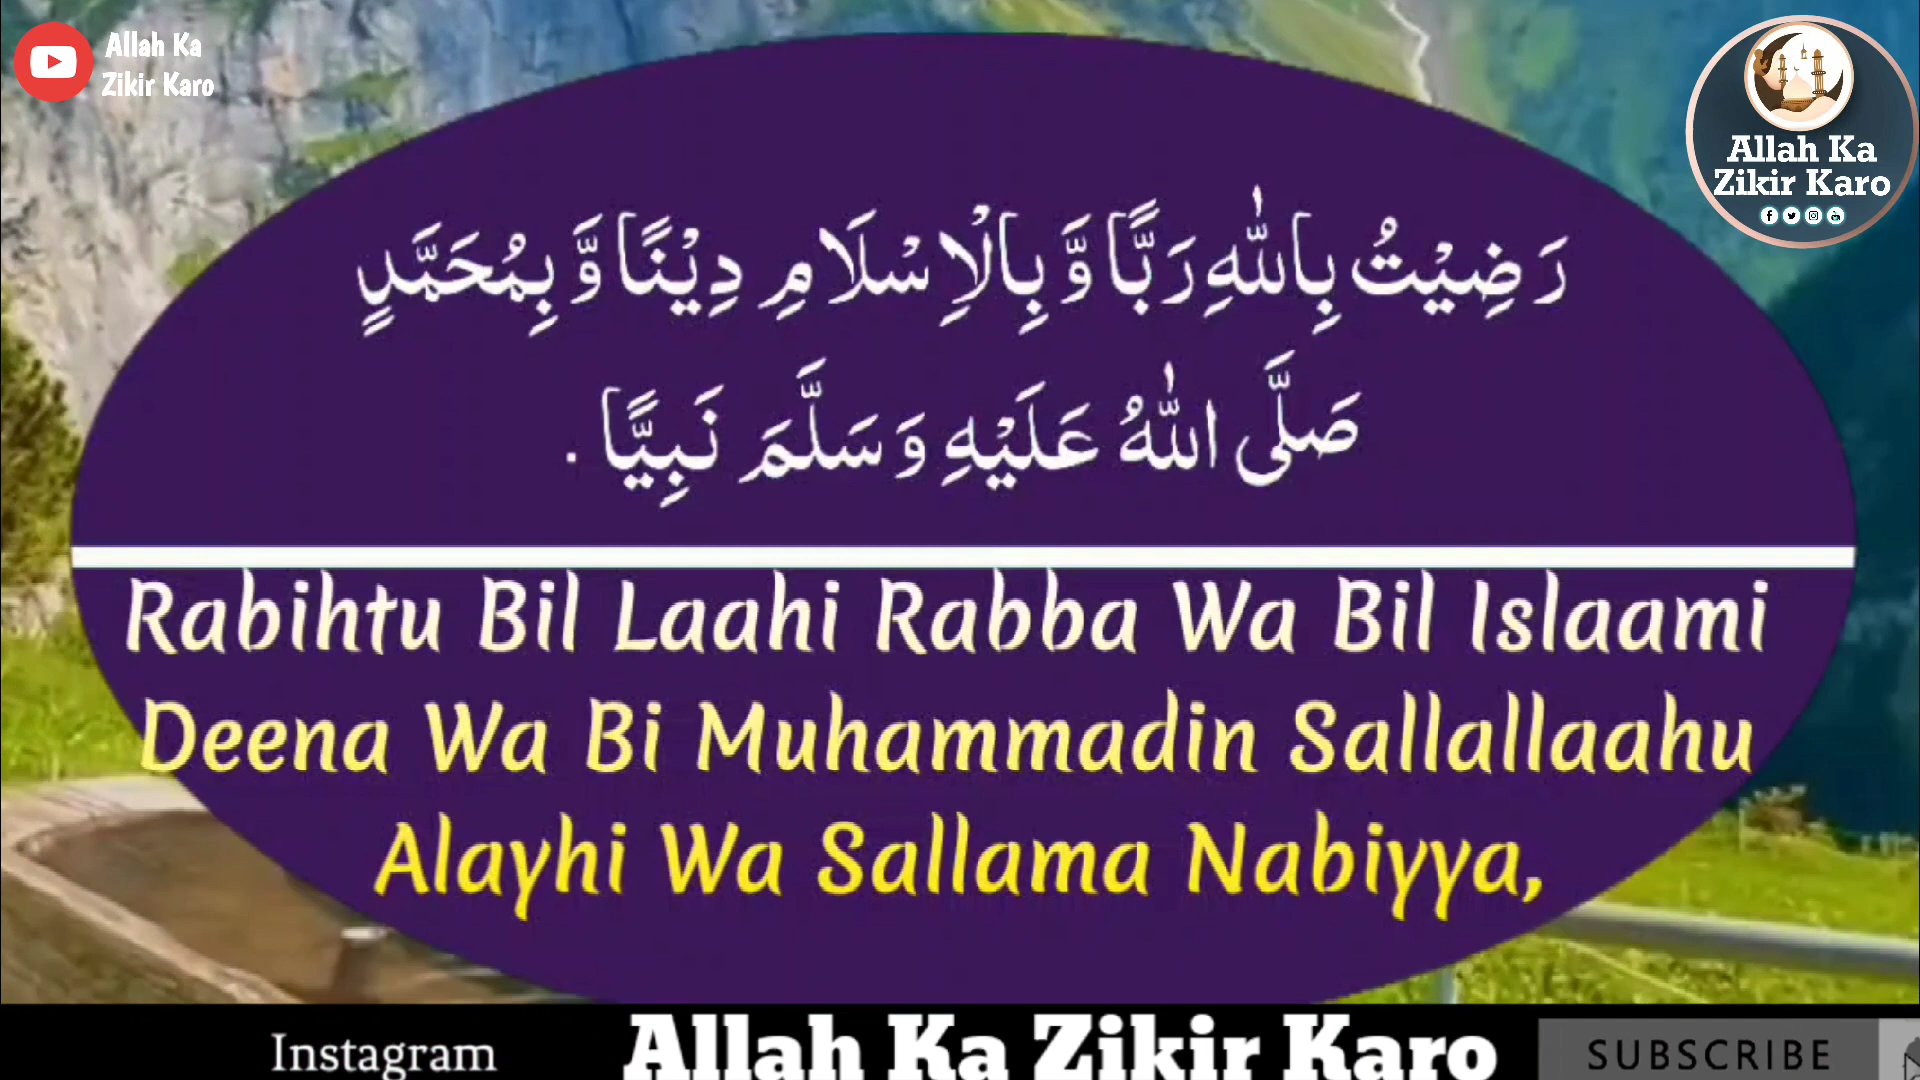 Allah Ka
Zikir Karo
Allah Ka
Zikir Karo
رَضِيْتُ بِاللّٰهِ رَبًّا وَّ بِالْاِسْلَامِ دِيْنًا وَّ بِمُحَمَّدٍ
صَلَّى اللّٰهُ عَلَيْهِ وَسَلَّمَ نَبِيًّا .
Rabihtu Bil Laahi Rabba Wa Bil Islaami
Deena Wa Bi Muhammadin Sallallaahu
Alayhi Wa Sallama Nabiyya,
Instagram
Allah Ka Zikir Karo
SUBSCRIBE